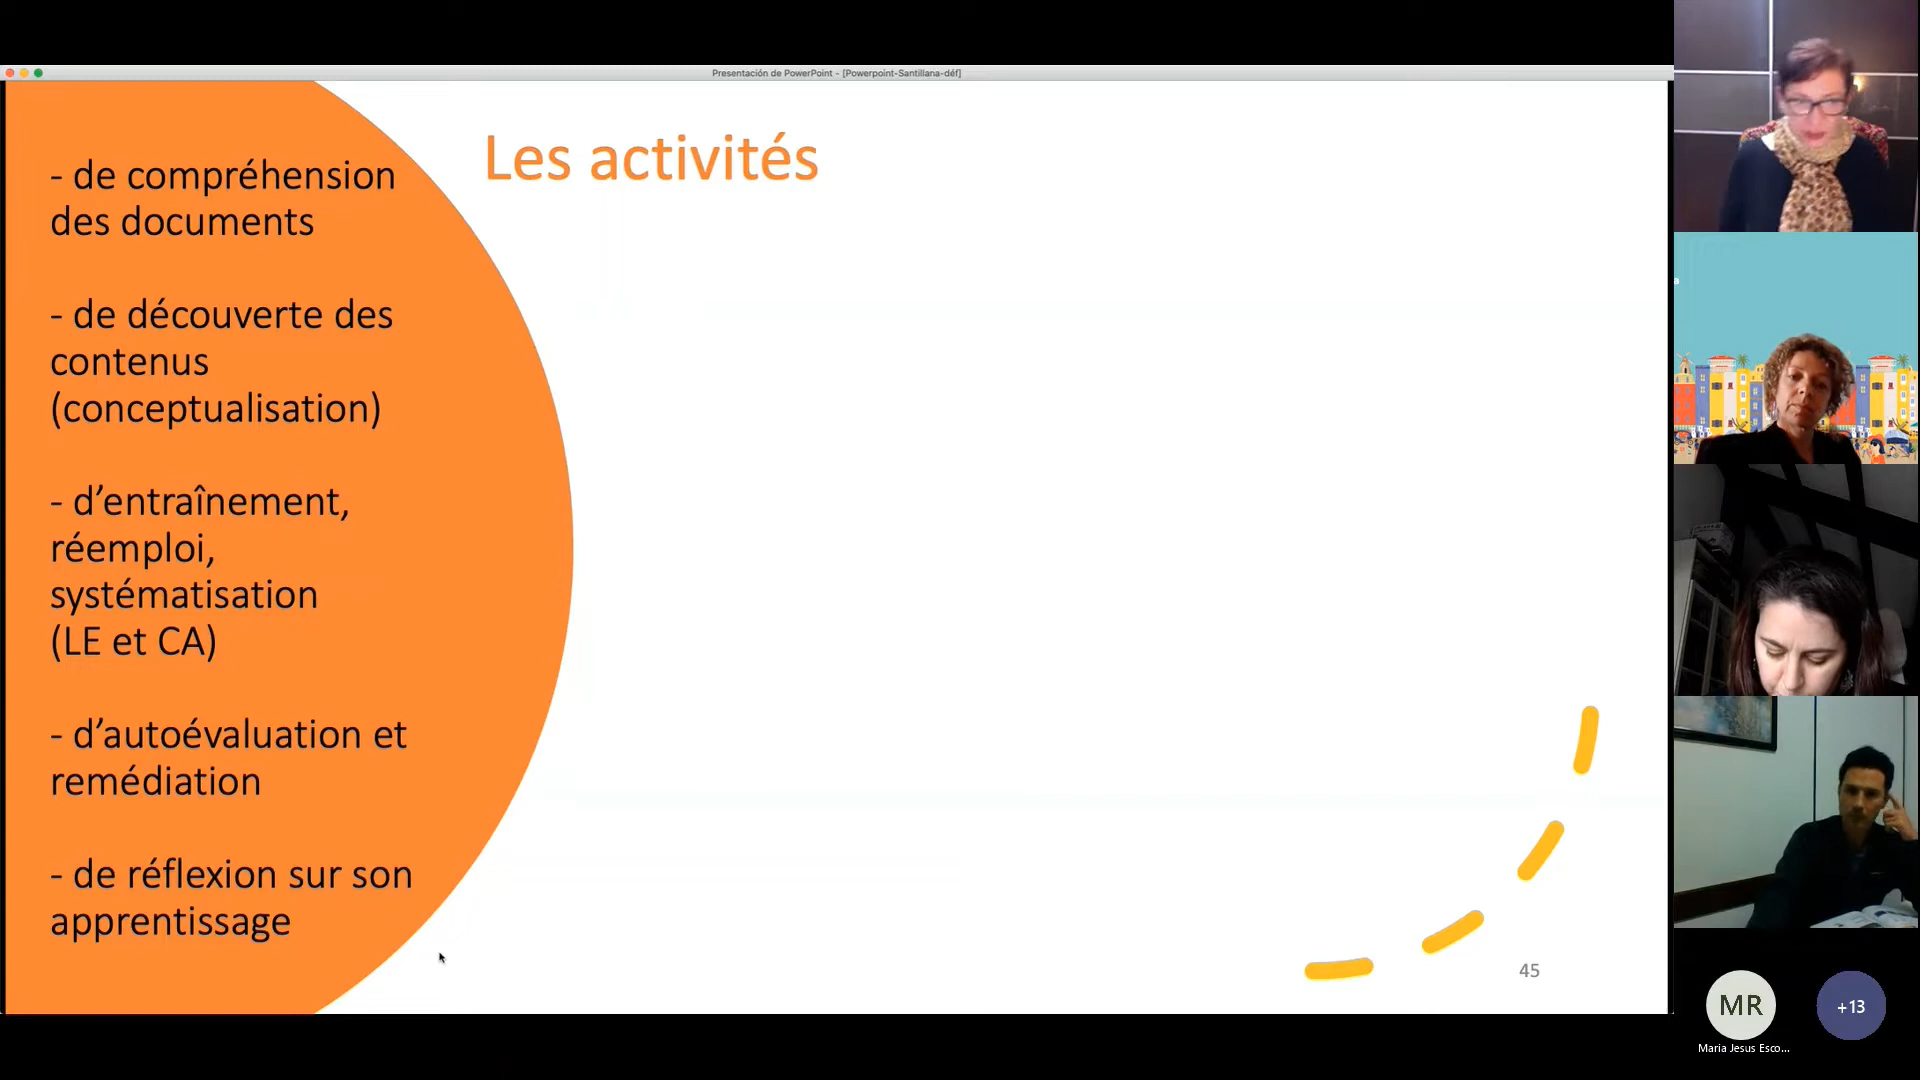 Presentación de PowerPoint - [Powerpoint-Santillana-déf]
Les activités
- de compréhension
des documents
- de découverte des
contenus
(conceptualisation)
- d’entraînement,
réemploi,
systématisation
(LE et CA)
- d’autoévaluation et
remédiation
- de réflexion sur son
apprentissage
45
MR
+13
Maria Jesus Esco...